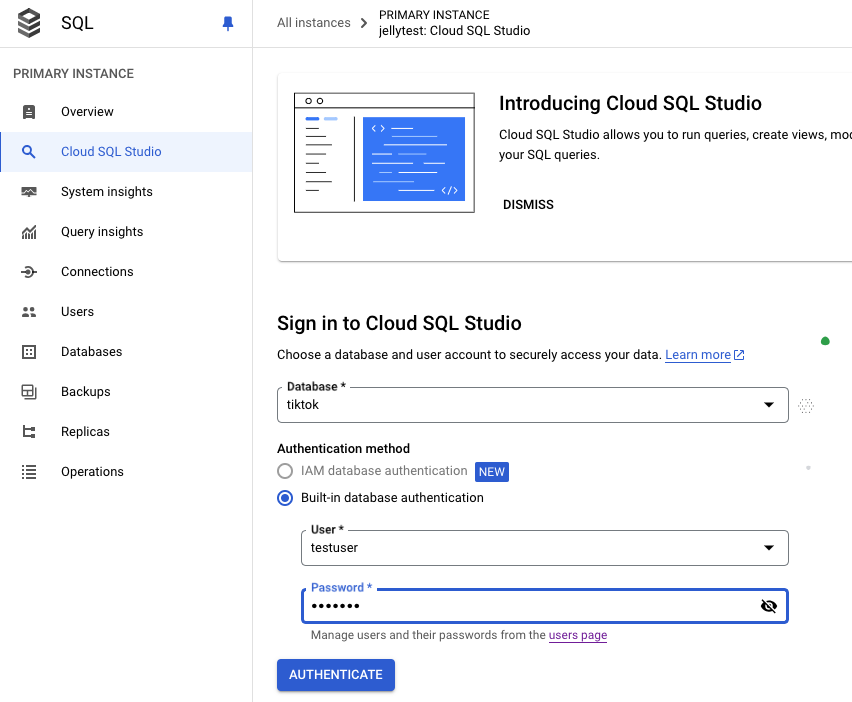 SQL
All instances
PRIMARY INSTANCE
jellytest: Cloud SQL Studio
PRIMARY INSTANCE
Overview
Cloud SQL Studio
System insights
Query insights
Connections
Users
Databases
Backups
Replicas
Operations
Introducing Cloud SQL Studio
Cloud SQL Studio allows you to run queries, create views, mod
your SQL queries.
DISMISS
Sign in to Cloud SQL Studio
Choose a database and user account to securely access your data. Learn more
Database *
tiktok
Authentication method
IAM database authentication NEW
Built-in database authentication
User *
testuser
Password *
•••••••
Manage users and their passwords from the users page
AUTHENTICATE